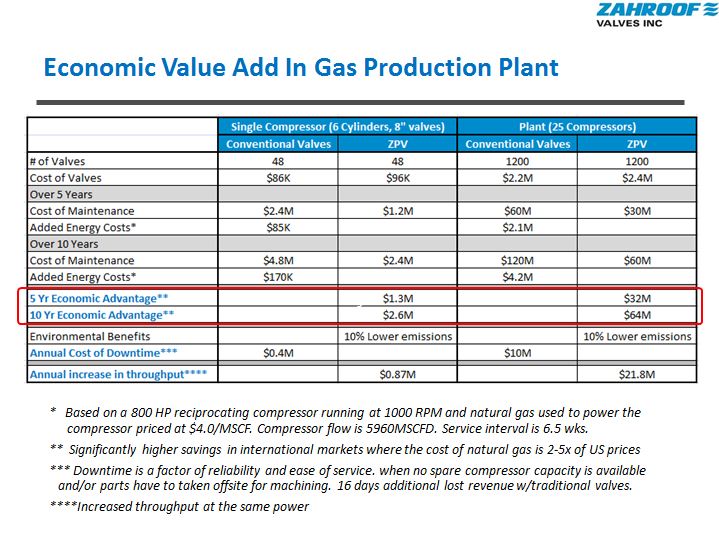 ZAHROOF
VALVES INC
Economic Value Add In Gas Production Plant
Single Compressor (6 Cylinders, 8" valves) Plant (25 Compressors)
Conventional Valves ZPV Conventional Valves ZPV
# of Valves 48 48 1200 1200
Cost of Valves $86K $96K $2.2M $2.4M
Over 5 Years
Cost of Maintenance $2.4M $1.2M $60M $30M
Added Energy Costs* $85K $2.1M
Over 10 Years
Cost of Maintenance $4.8M $2.4M $120M $60M
Added Energy Costs* $170K $4.2M
5 Yr Economic Advantage** $1.3M $32M
10 Yr Economic Advantage** $2.6M $64M
Environmental Benefits 10% Lower emissions 10% Lower emissions
Annual Cost of Downtime*** $0.4M $10M
Annual increase in throughput**** $0.87M $21.8M
* Based on a 800 HP reciprocating compressor running at 1000 RPM and natural gas used to power the
compressor priced at $4.0/MSCF. Compressor flow is 5960MSCFD. Service interval is 6.5 wks.
** Significantly higher savings in international markets where the cost of natural gas is 2-5x of US prices
*** Downtime is a factor of reliability and ease of service. when no spare compressor capacity is available
and/or parts have to taken offsite for machining. 16 days additional lost revenue w/traditional valves.
****Increased throughput at the same power